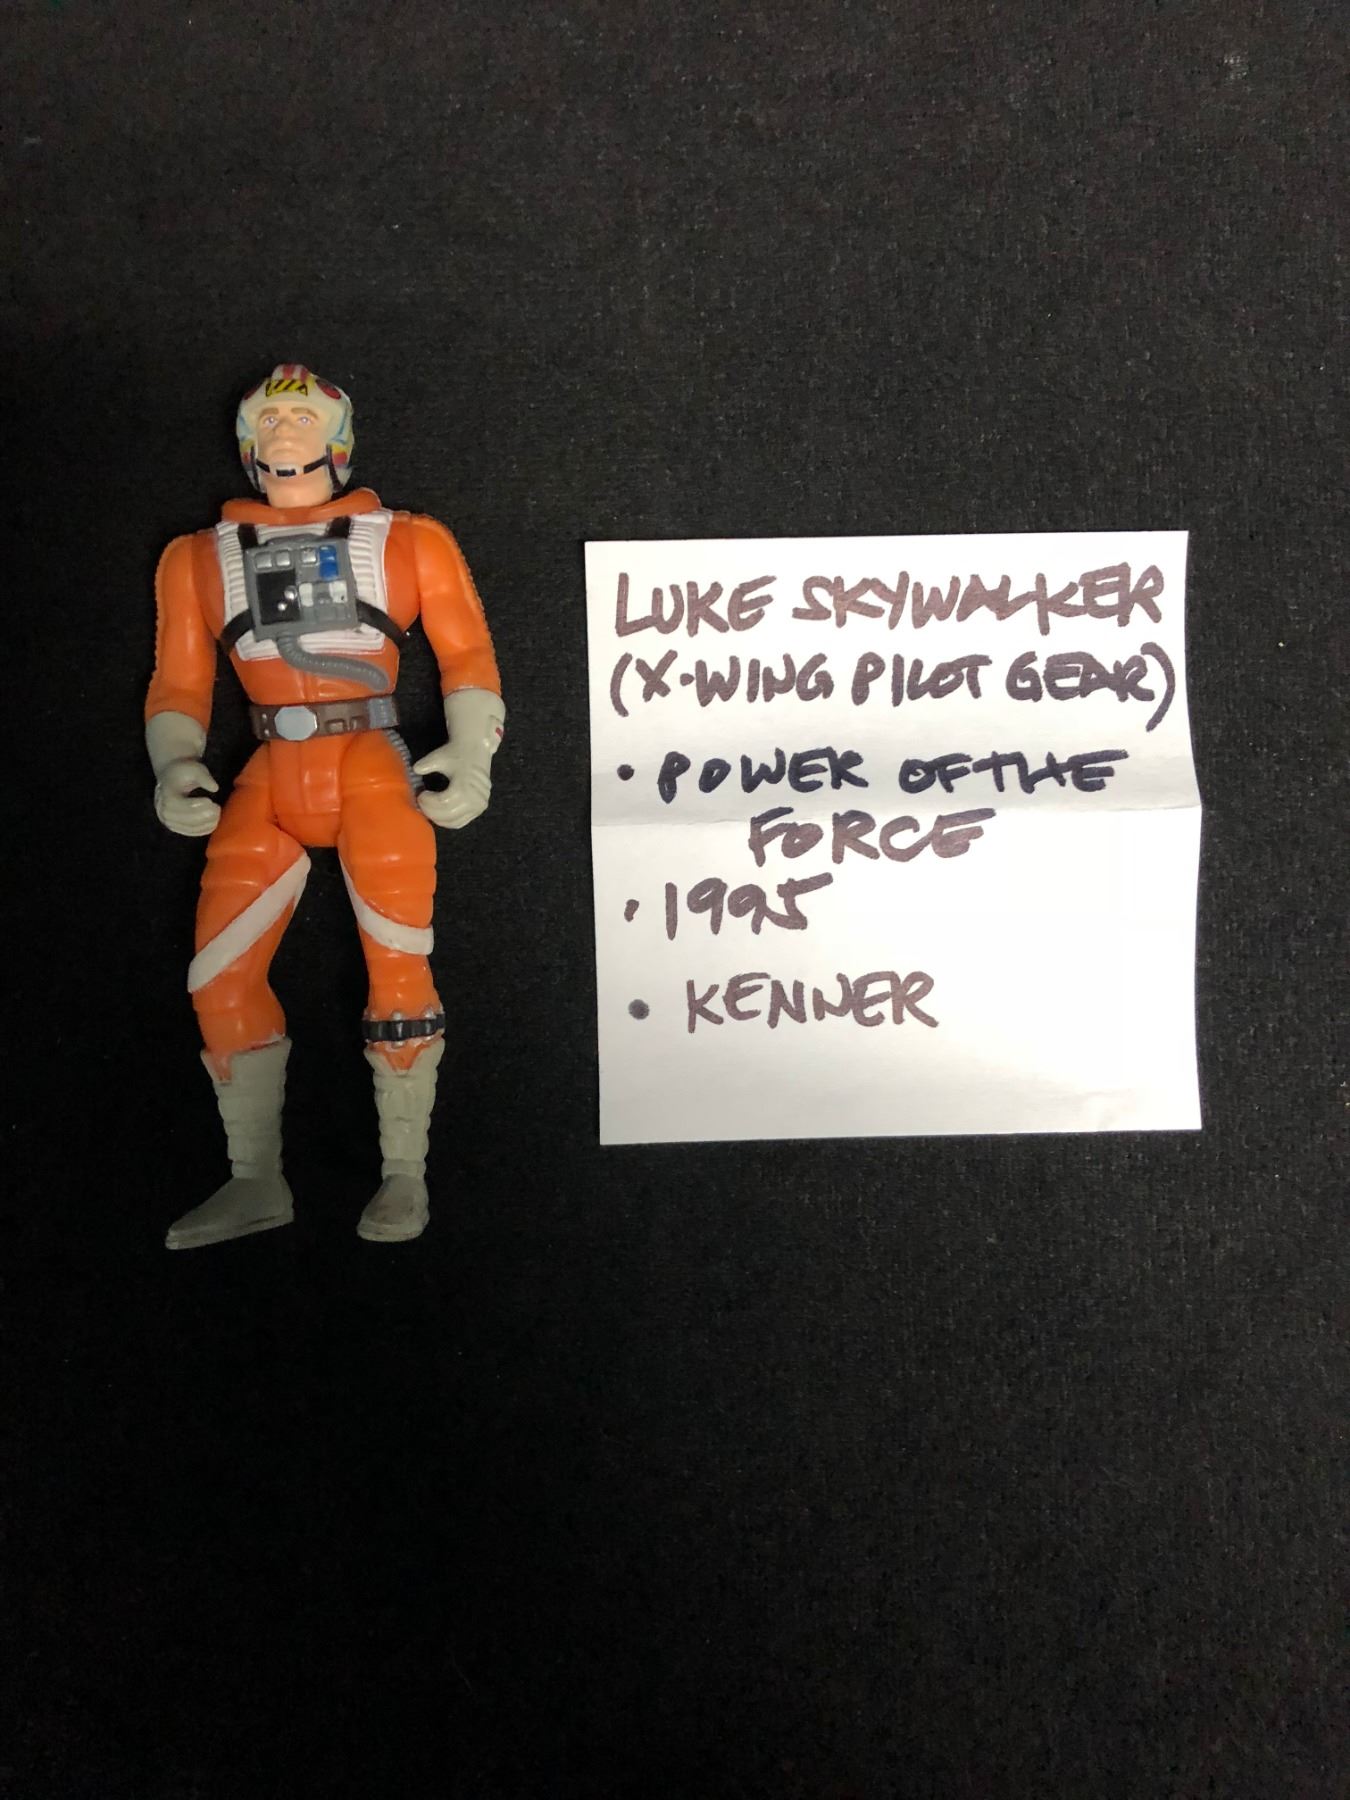 LUKE SKYWALKER
(X-WING PILOT GEAR)
• POWER OF THE
FORCE
• 1995
• KENNER